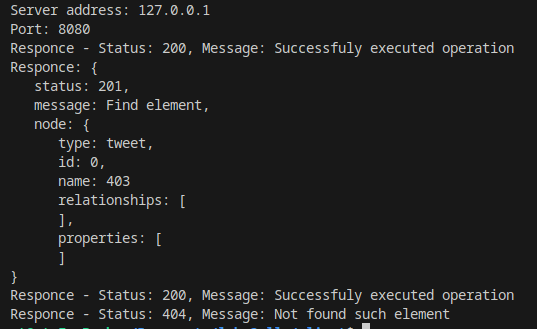 Server address: 127.0.0.1
Port: 8080
Responce - Status: 200, Message: Successfuly executed operation
Responce: {
   status: 201,
   message: Find element,
   node: {
      type: tweet,
      id: 0,
      name: 403
      relationships: [
      ],
      properties: [
      ]
}
Responce - Status: 200, Message: Successfuly executed operation
Responce - Status: 404, Message: Not found such element